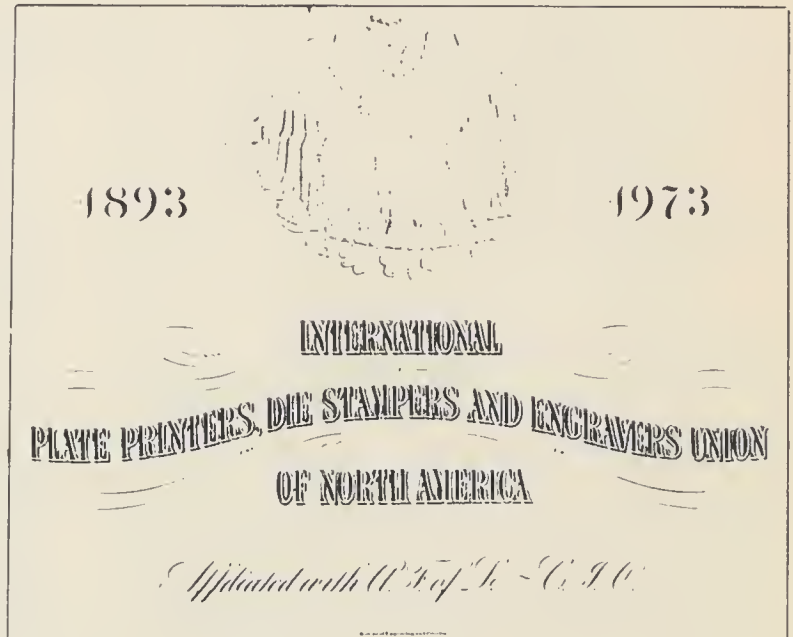 1893 1973
INTERNATIONAL
PLATE PRINTERS, DIE STAMPERS AND ENGRAVERS UNION
OF NORTH AMERICA
Affiliated with A. F. of L. - C. I. O.